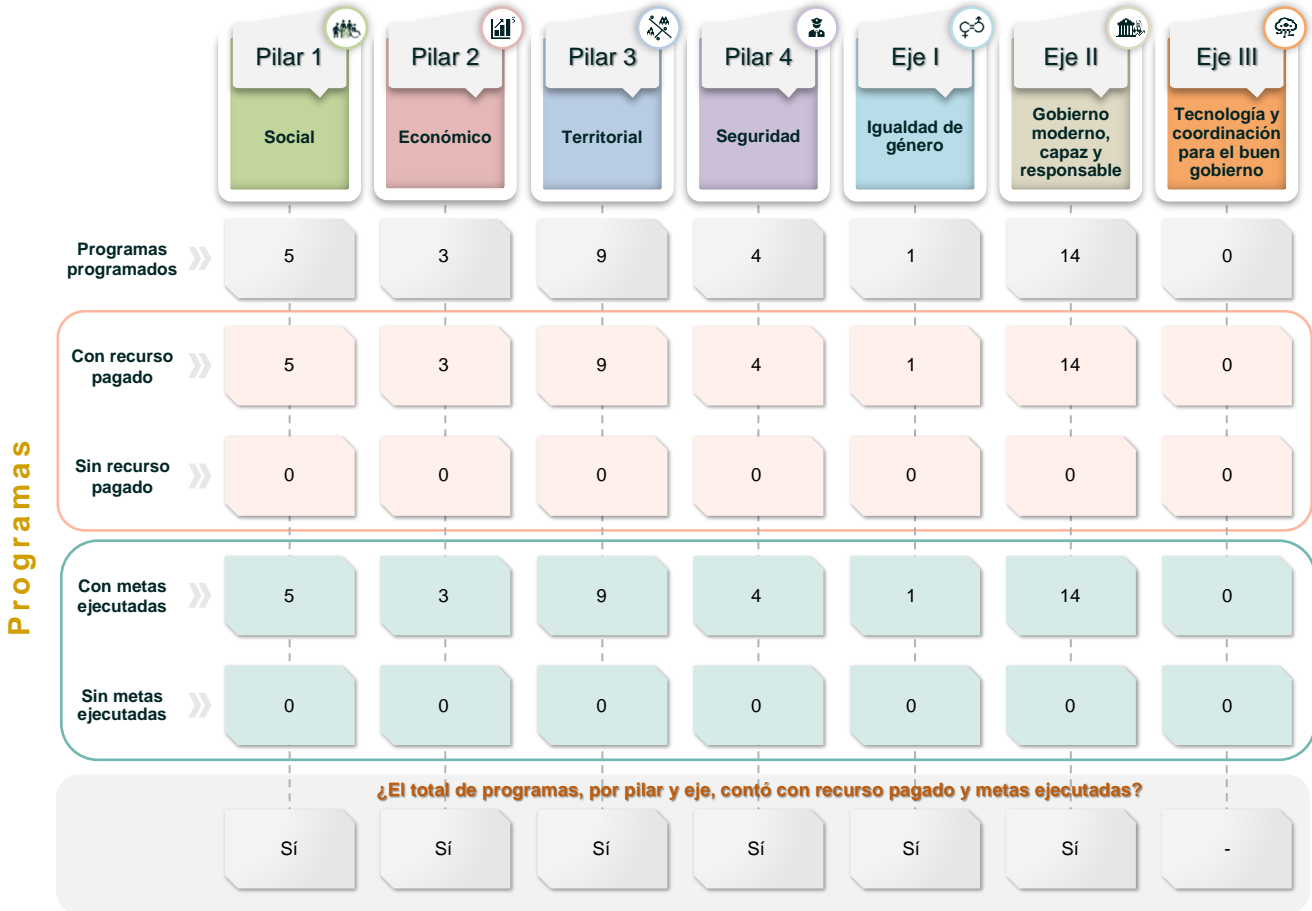 Pilar 1
Pilar 2
Pilar 3
Pilar 4
Eje I
Eje II
Eje III
Social
Económico
Territorial
Seguridad
Igualdad de
género
Gobierno
moderno,
capaz y
responsable
Tecnología y
coordinación
para el buen
gobierno
Programas
Programas
programados
5
3
9
4
1
14
0
Con recurso
pagado
5
3
9
4
1
14
0
Sin recurso
pagado
0
0
0
0
0
0
0
Con metas
ejecutadas
5
3
9
4
1
14
0
Sin metas
ejecutadas
0
0
0
0
0
0
0
¿El total de programas, por pilar y eje, contó con recurso pagado y metas ejecutadas?
Sí
Sí
Sí
Sí
Sí
Sí
-